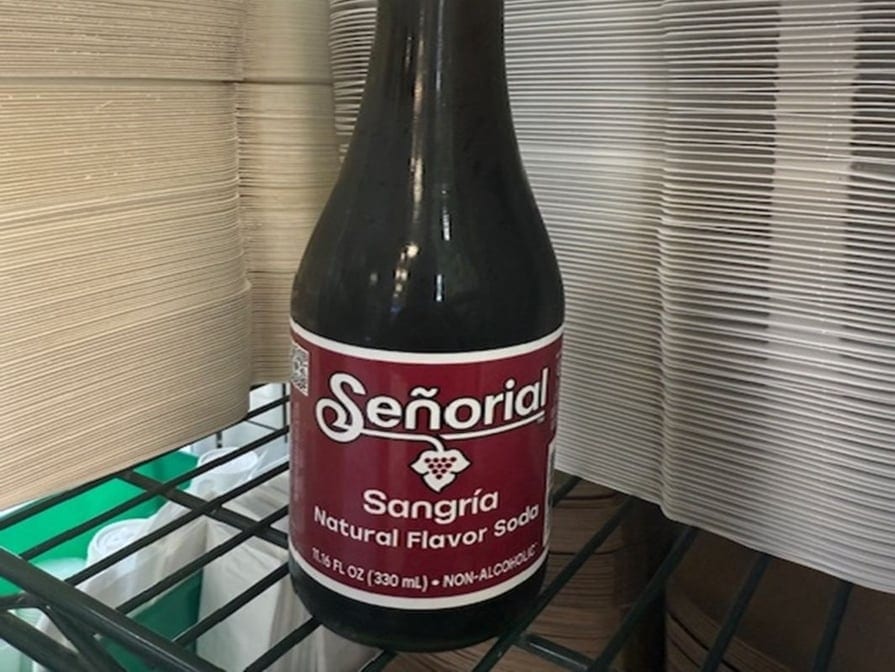 Señorial
Sangría
Natural Flavor Soda
11.16 FL OZ (330 mL) • NON-ALCOHOLIC